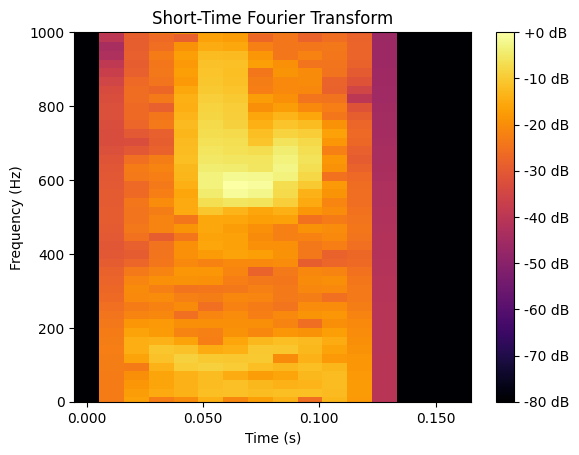 Short-Time Fourier Transform
1000
800
600
400
200
0
Frequency (Hz)
0.000
0.050
0.100
0.150
Time (s)
+0 dB
-10 dB
-20 dB
-30 dB
-40 dB
-50 dB
-60 dB
-70 dB
-80 dB